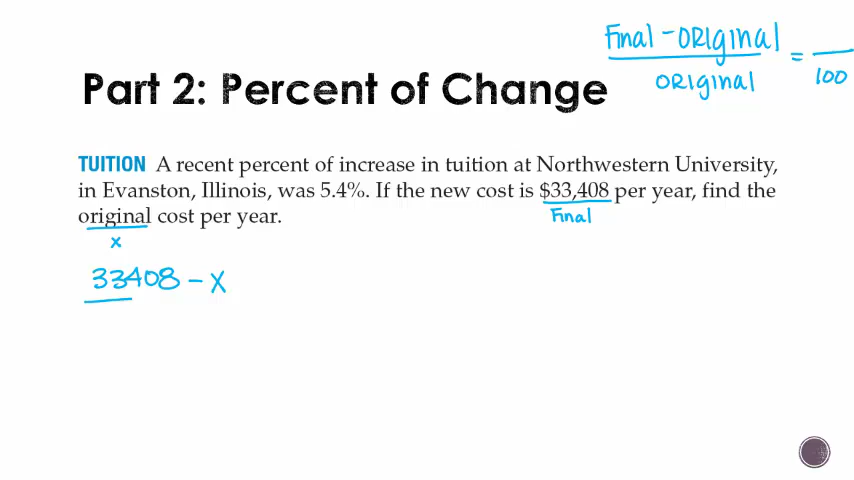 Final - Original
Original
=
100
Part 2: Percent of Change
TUITION A recent percent of increase in tuition at Northwestern University,
in Evanston, Illinois, was 5.4%. If the new cost is $33,408 per year, find the
original cost per year.
Final
x
33408 - x